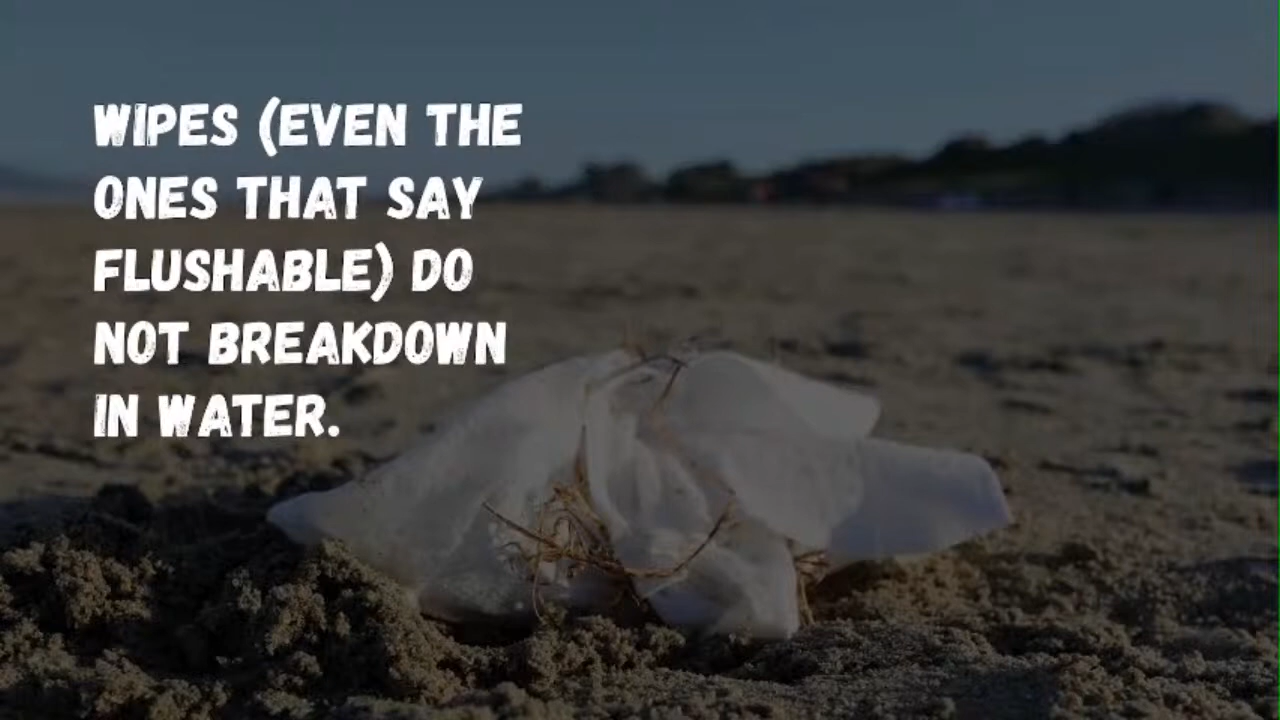 WIPES (EVEN THE
ONES THAT SAY
FLUSHABLE) DO
NOT BREAKDOWN
IN WATER.